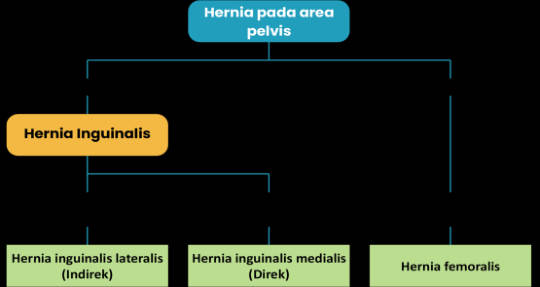 Hernia pada area
pelvis
Hernia Inguinalis
Hernia inguinalis lateralis
(Indirek)
Hernia inguinalis medialis
(Direk)
Hernia femoralis